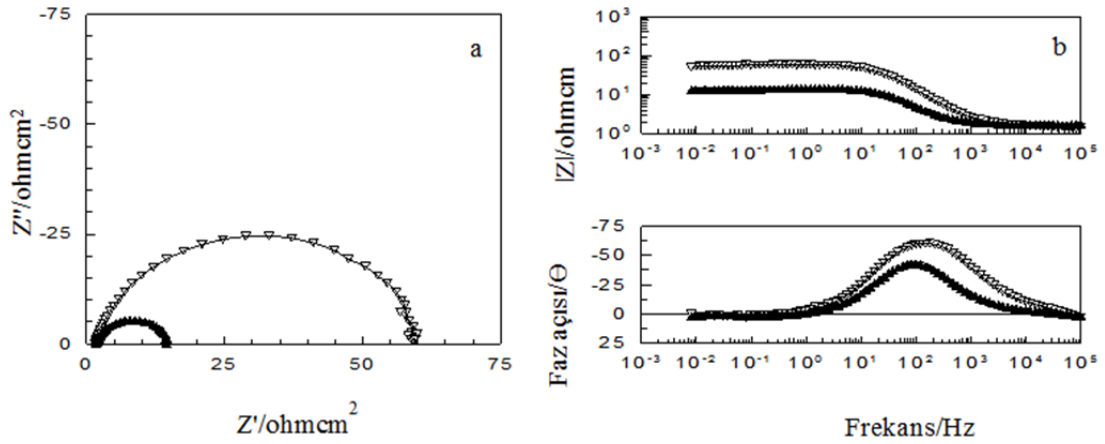 a
-75
-50
-25
0
Z"/ohmcm²
0 25 50 75
Z'/ohmcm²
b
10³
10²
10¹
10⁰
|Z|/ohmcm
10⁻³ 10⁻² 10⁻¹ 10⁰ 10¹ 10² 10³ 10⁴ 10⁵
-75
-50
-25
0
25
Faz açısı/Θ
10⁻³ 10⁻² 10⁻¹ 10⁰ 10¹ 10² 10³ 10⁴ 10⁵
Frekans/Hz